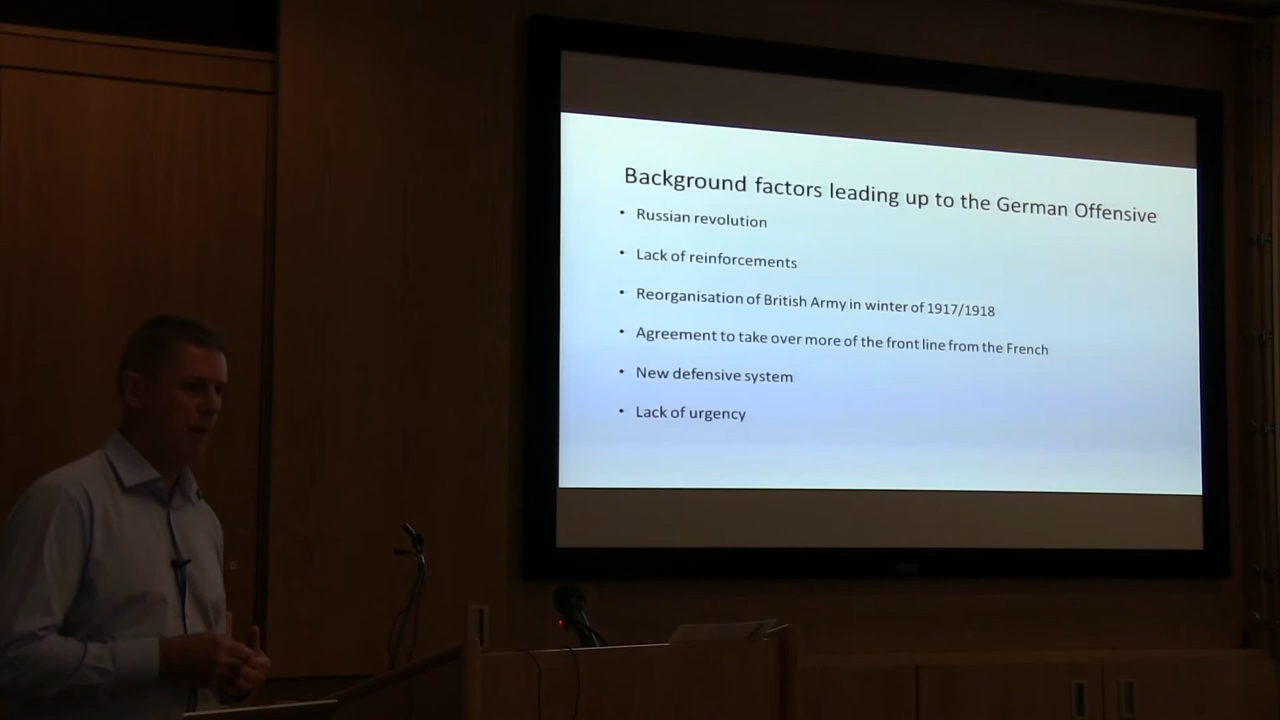 Background factors leading up to the German Offensive
• Russian revolution
• Lack of reinforcements
• Reorganisation of British Army in winter of 1917/1918
• Agreement to take over more of the front line from the French
• New defensive system
• Lack of urgency